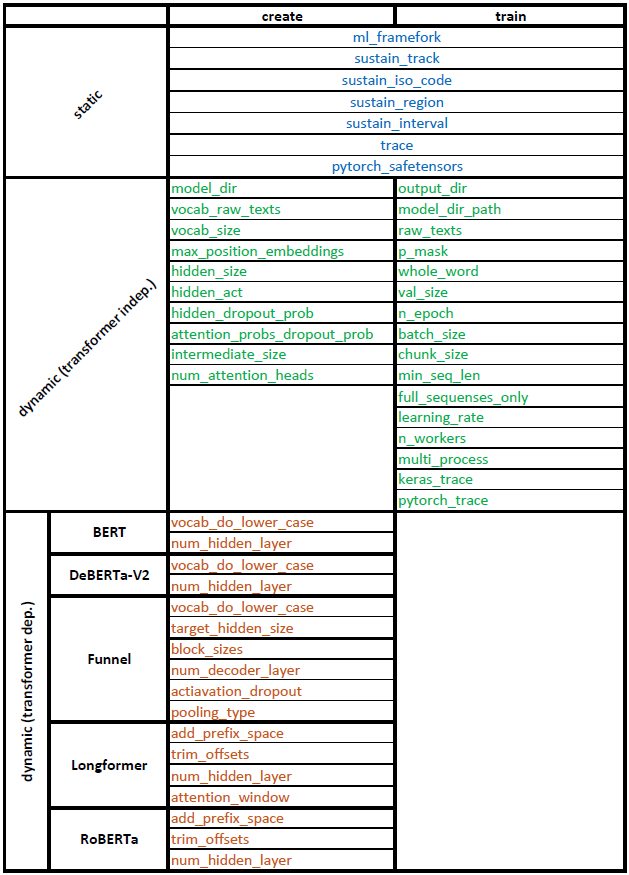 create train
static
ml_framefork
sustain_track
sustain_iso_code
sustain_region
sustain_interval
trace
pytorch_safetensors
dynamic (transformer indep.)
model_dir output_dir
vocab_raw_texts model_dir_path
vocab_size raw_texts
max_position_embeddings p_mask
hidden_size whole_word
hidden_act val_size
hidden_dropout_prob n_epoch
attention_probs_dropout_prob batch_size
intermediate_size chunk_size
num_attention_heads min_seq_len
full_sequenses_only
learning_rate
n_workers
multi_process
keras_trace
pytorch_trace
dynamic (transformer dep.)
BERT
vocab_do_lower_case
num_hidden_layer
DeBERTa-V2
vocab_do_lower_case
num_hidden_layer
Funnel
vocab_do_lower_case
target_hidden_size
block_sizes
num_decoder_layer
actiavation_dropout
pooling_type
Longformer
add_prefix_space
trim_offsets
num_hidden_layer
attention_window
RoBERTa
add_prefix_space
trim_offsets
num_hidden_layer